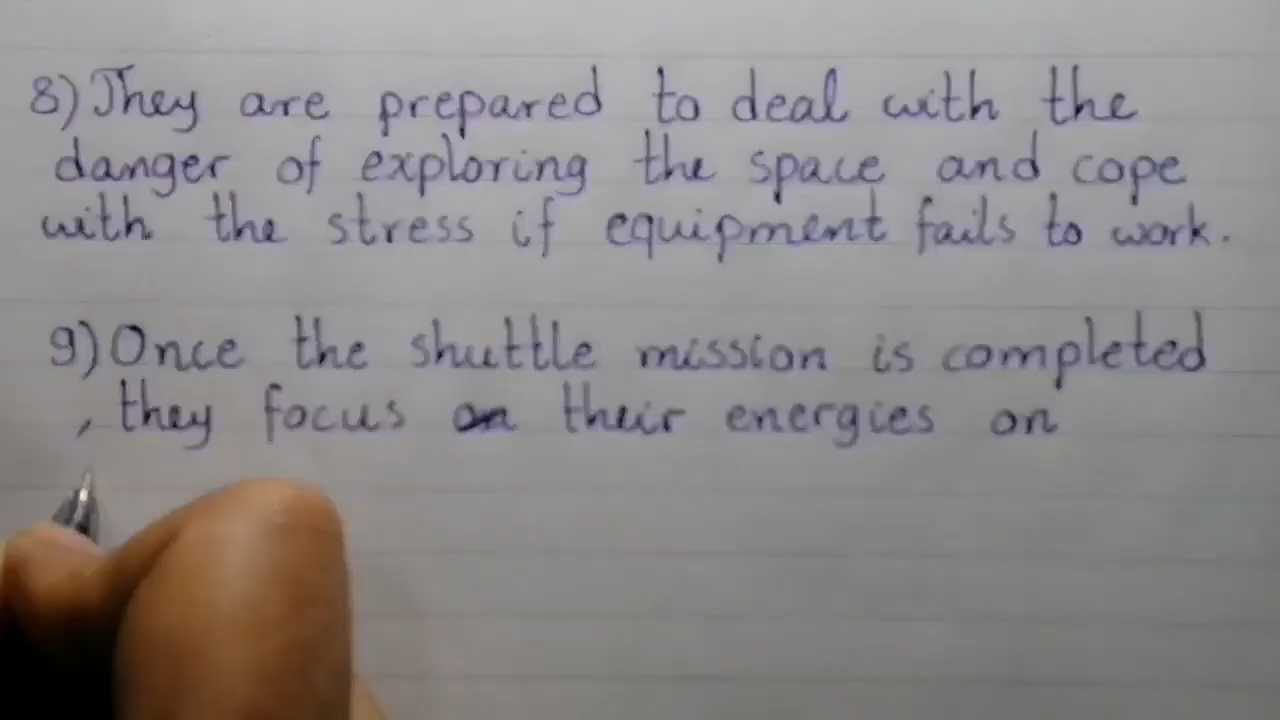 8) They are prepared to deal with the
danger of exploring the space and cope
with the stress if equipment fails to work.
9) Once the shuttle mission is completed
, they focus their energies on